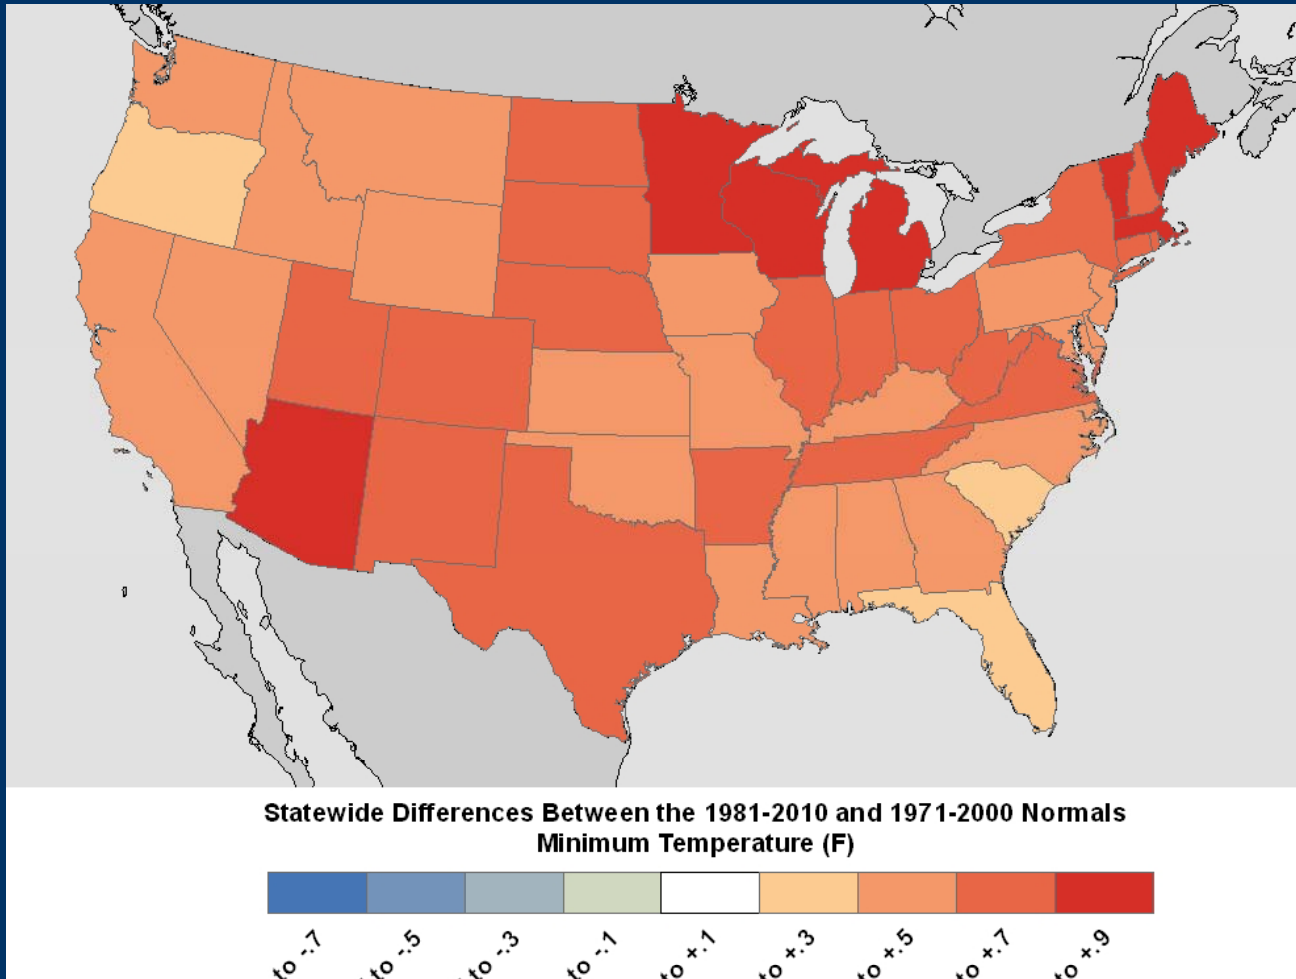 Statewide Differences Between the 1981-2010 and 1971-2000 Normals
Minimum Temperature (F)
to -.7
to -.5
to -.3
to -.1
to +.1
to +.3
to +.5
to +.7
to +.9